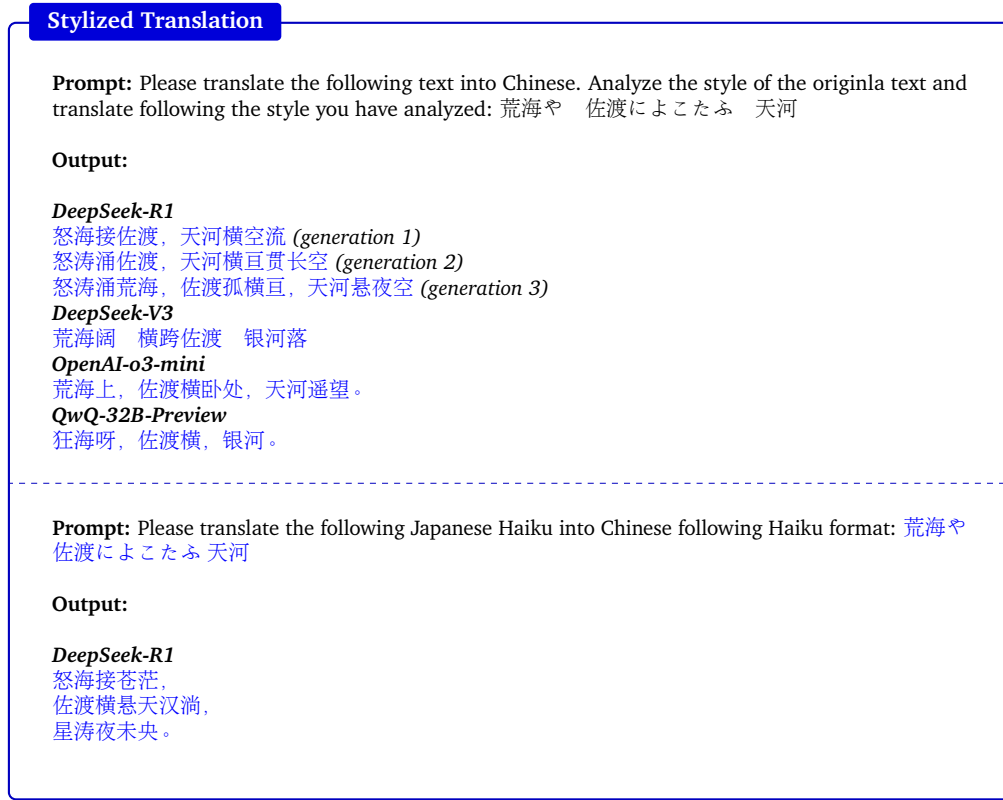 Stylized Translation
Prompt: Please translate the following text into Chinese. Analyze the style of the originla text and
translate following the style you have analyzed: 荒海や　佐渡によこたふ　天河
Output:
DeepSeek-R1
怒海接佐渡，天河横空流 (generation 1)
怒涛涌佐渡，天河横亘贯长空 (generation 2)
怒涛涌荒海，佐渡孤横亘，天河悬夜空 (generation 3)
DeepSeek-V3
荒海阔　横跨佐渡　银河落
OpenAI-o3-mini
荒海上，佐渡横卧处，天河遥望。
QwQ-32B-Preview
狂海呀，佐渡横，银河。
Prompt: Please translate the following Japanese Haiku into Chinese following Haiku format: 荒海や
佐渡によこたふ 天河
Output:
DeepSeek-R1
怒海接苍茫，
佐渡横悬天汉淌，
星涛夜未央。